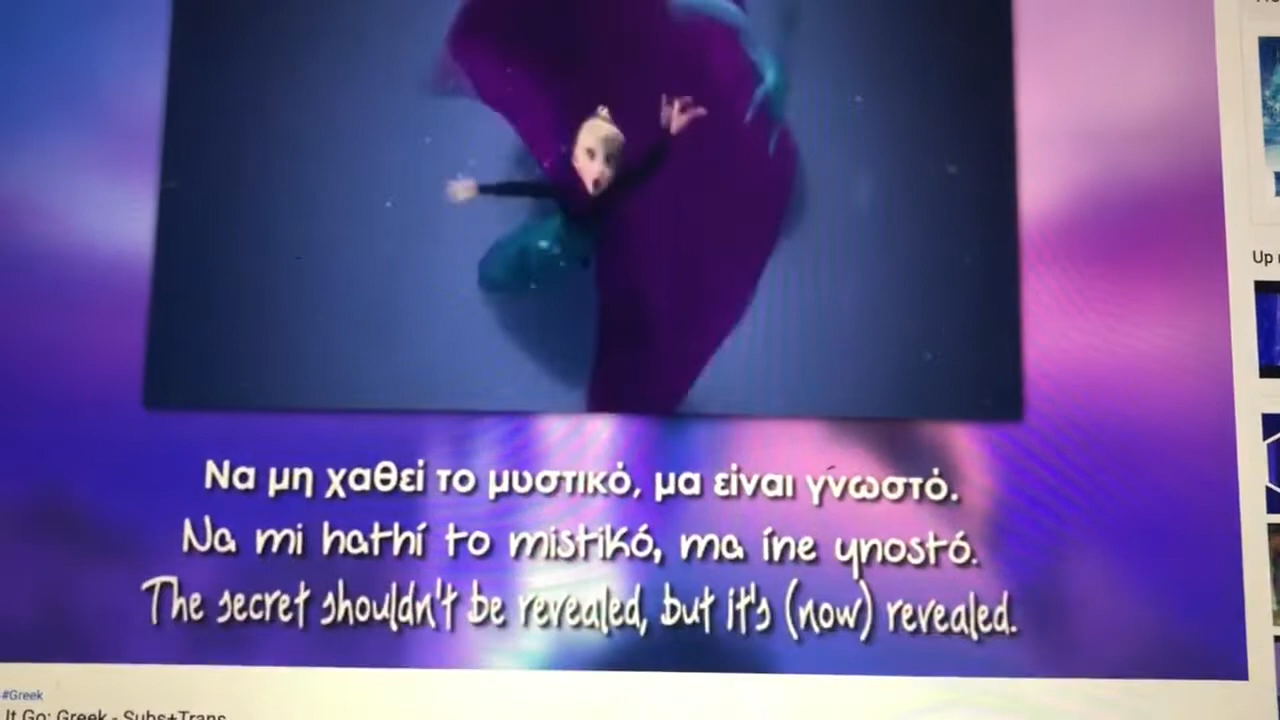 Να μη χαθεί το μυστικό, μα είναι γνωστό.
Na mi hathí to mistikó, ma íne ynostó.
The secret shouldn't be revealed, but it's (now) revealed.
Up
#Greek
It Go: Greek - Subs+Trans